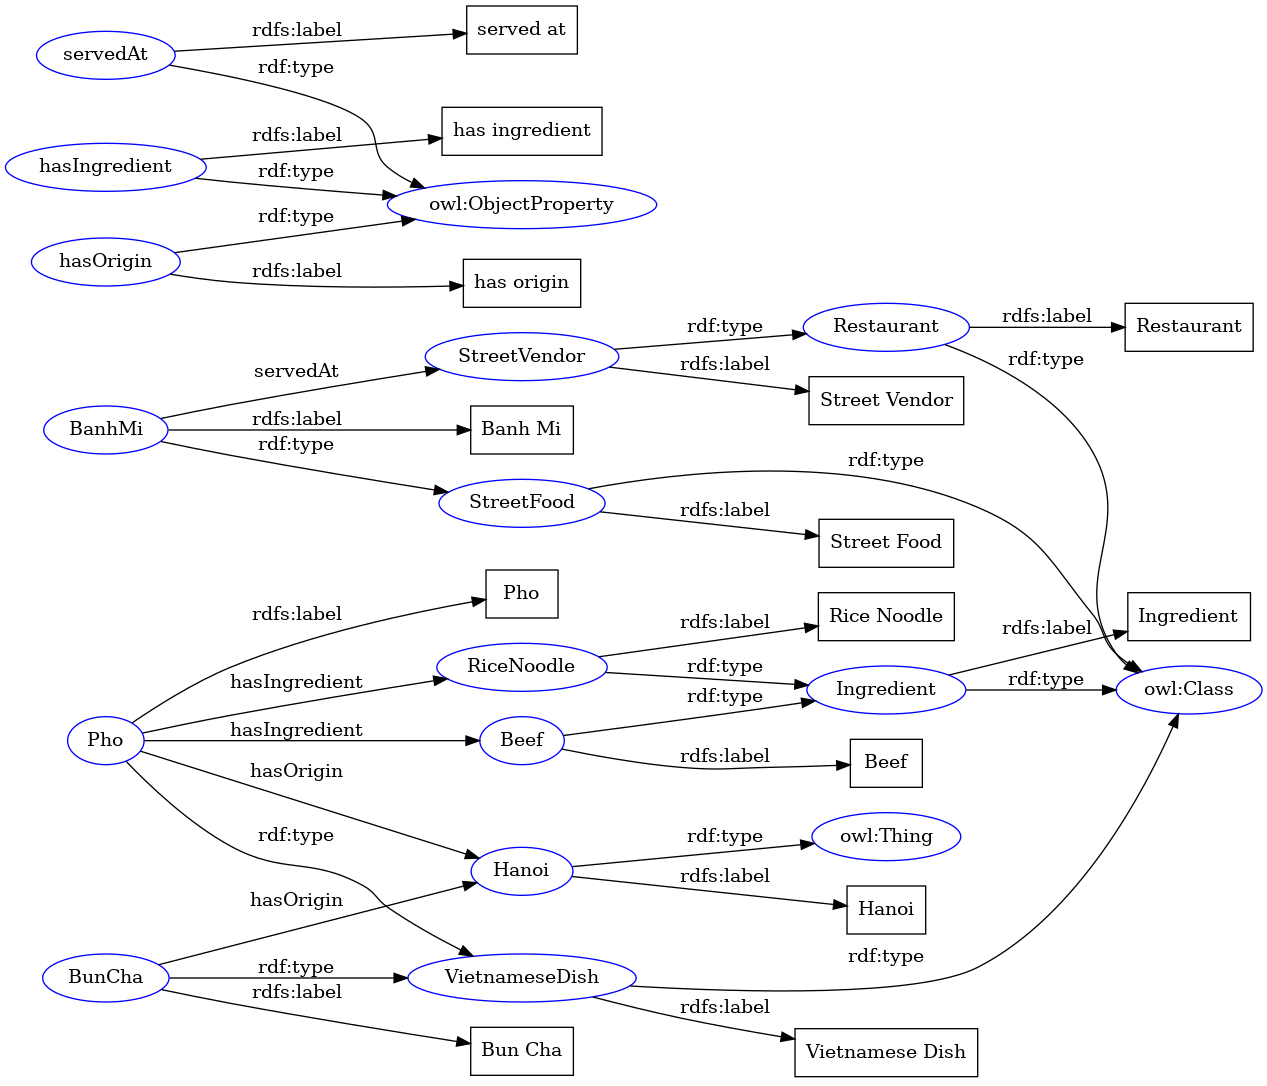 servedAt
rdfs:label
served at
rdf:type
hasIngredient
rdfs:label
has ingredient
rdf:type
owl:ObjectProperty
hasOrigin
rdf:type
rdfs:label
has origin
BanhMi
servedAt
StreetVendor
rdf:type
Restaurant
rdfs:label
Restaurant
rdf:type
rdfs:label
Street Vendor
rdfs:label
Banh Mi
rdf:type
StreetFood
rdf:type
rdfs:label
Street Food
Pho
rdfs:label
Pho
hasIngredient
RiceNoodle
rdfs:label
Rice Noodle
rdf:type
Ingredient
rdfs:label
Ingredient
rdf:type
owl:Class
hasIngredient
Beef
rdf:type
rdfs:label
Beef
hasOrigin
Hanoi
rdf:type
owl:Thing
rdfs:label
Hanoi
rdf:type
BunCha
hasOrigin
rdf:type
VietnameseDish
rdf:type
rdfs:label
Vietnamese Dish
rdfs:label
Bun Cha